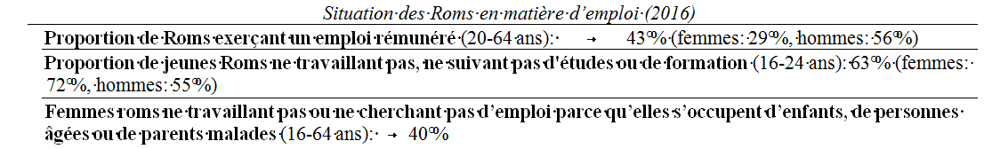 Situation des Roms en matière d’emploi (2016)
Proportion de Roms exerçant un emploi rémunéré (20-64 ans): → 43 % (femmes: 29 %, hommes: 56 %)
Proportion de jeunes Roms ne travaillant pas, ne suivant pas d'études ou de formation (16-24 ans): 63 % (femmes:
72 %, hommes: 55 %)
Femmes roms ne travaillant pas ou ne cherchant pas d’emploi parce qu’elles s’occupent d’enfants, de personnes
âgées ou de parents malades (16-64 ans): → 40 %